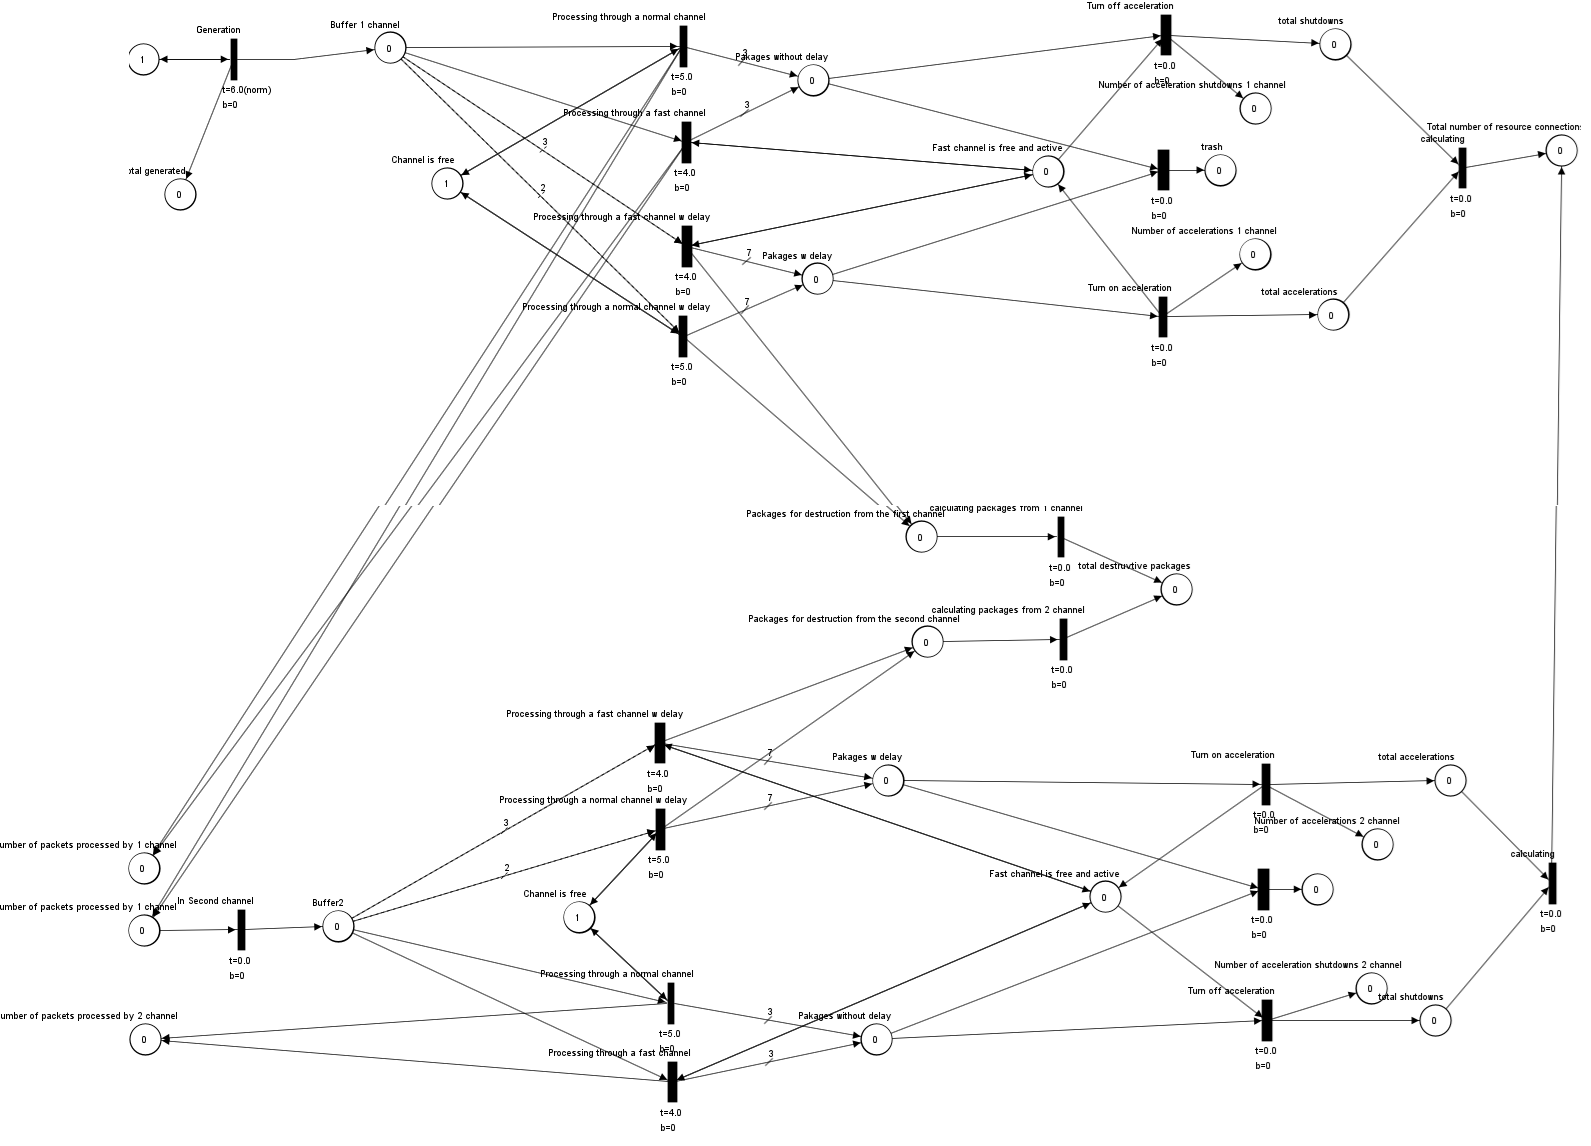 Turn off acceleration
Processing through a normal channel
total shutdowns
Buffer 1 channel
Generation
1
0
0
3
Pakages without delay
0
t=5.0
b=0
t=0.0
b=0
0
t=6.0(norm)
b=0
Number of acceleration shutdowns 1 channel
0
3
Processing through a fast channel
Total number of resource connection
calculating
0
3
Fast channel is free and active
trash
Channel is free
otal generated
t=4.0
b=0
0
0
1
2
0
t=0.0
b=0
t=0.0
b=0
Processing through a fast channel w delay
Number of accelerations 1 channel
7
Pakages w delay
0
t=4.0
b=0
0
Turn on acceleration
total accelerations
Processing through a normal channel w delay
7
0
t=0.0
b=0
t=5.0
b=0
calculating packages from 1 channel
Packages for destruction from the first channel
0
t=0.0
b=0
total destruvtive packages
0
calculating packages from 2 channel
Packages for destruction from the second channel
0
t=0.0
b=0
Processing through a fast channel w delay
t=4.0
b=0
7
Pakages w delay
0
Turn on acceleration
total accelerations
0
Processing through a normal channel w delay
7
t=0.0
b=0
Number of accelerations 2 channel
0
3
umber of packets processed by 1 channel
0
t=5.0
b=0
2
calculating
Fast channel is free and active
0
0
Channel is free
1
In Second channel
Buffer2
umber of packets processed by 1 channel
0
0
t=0.0
b=0
t=0.0
b=0
t=0.0
b=0
Number of acceleration shutdowns 2 channel
0
Processing through a normal channel
Turn off acceleration
total shutdowns
3
Pakages without delay
umber of packets processed by 2 channel
0
t=5.0
b=0
0
0
Processing through a fast channel
3
t=0.0
b=0
t=4.0
b=0